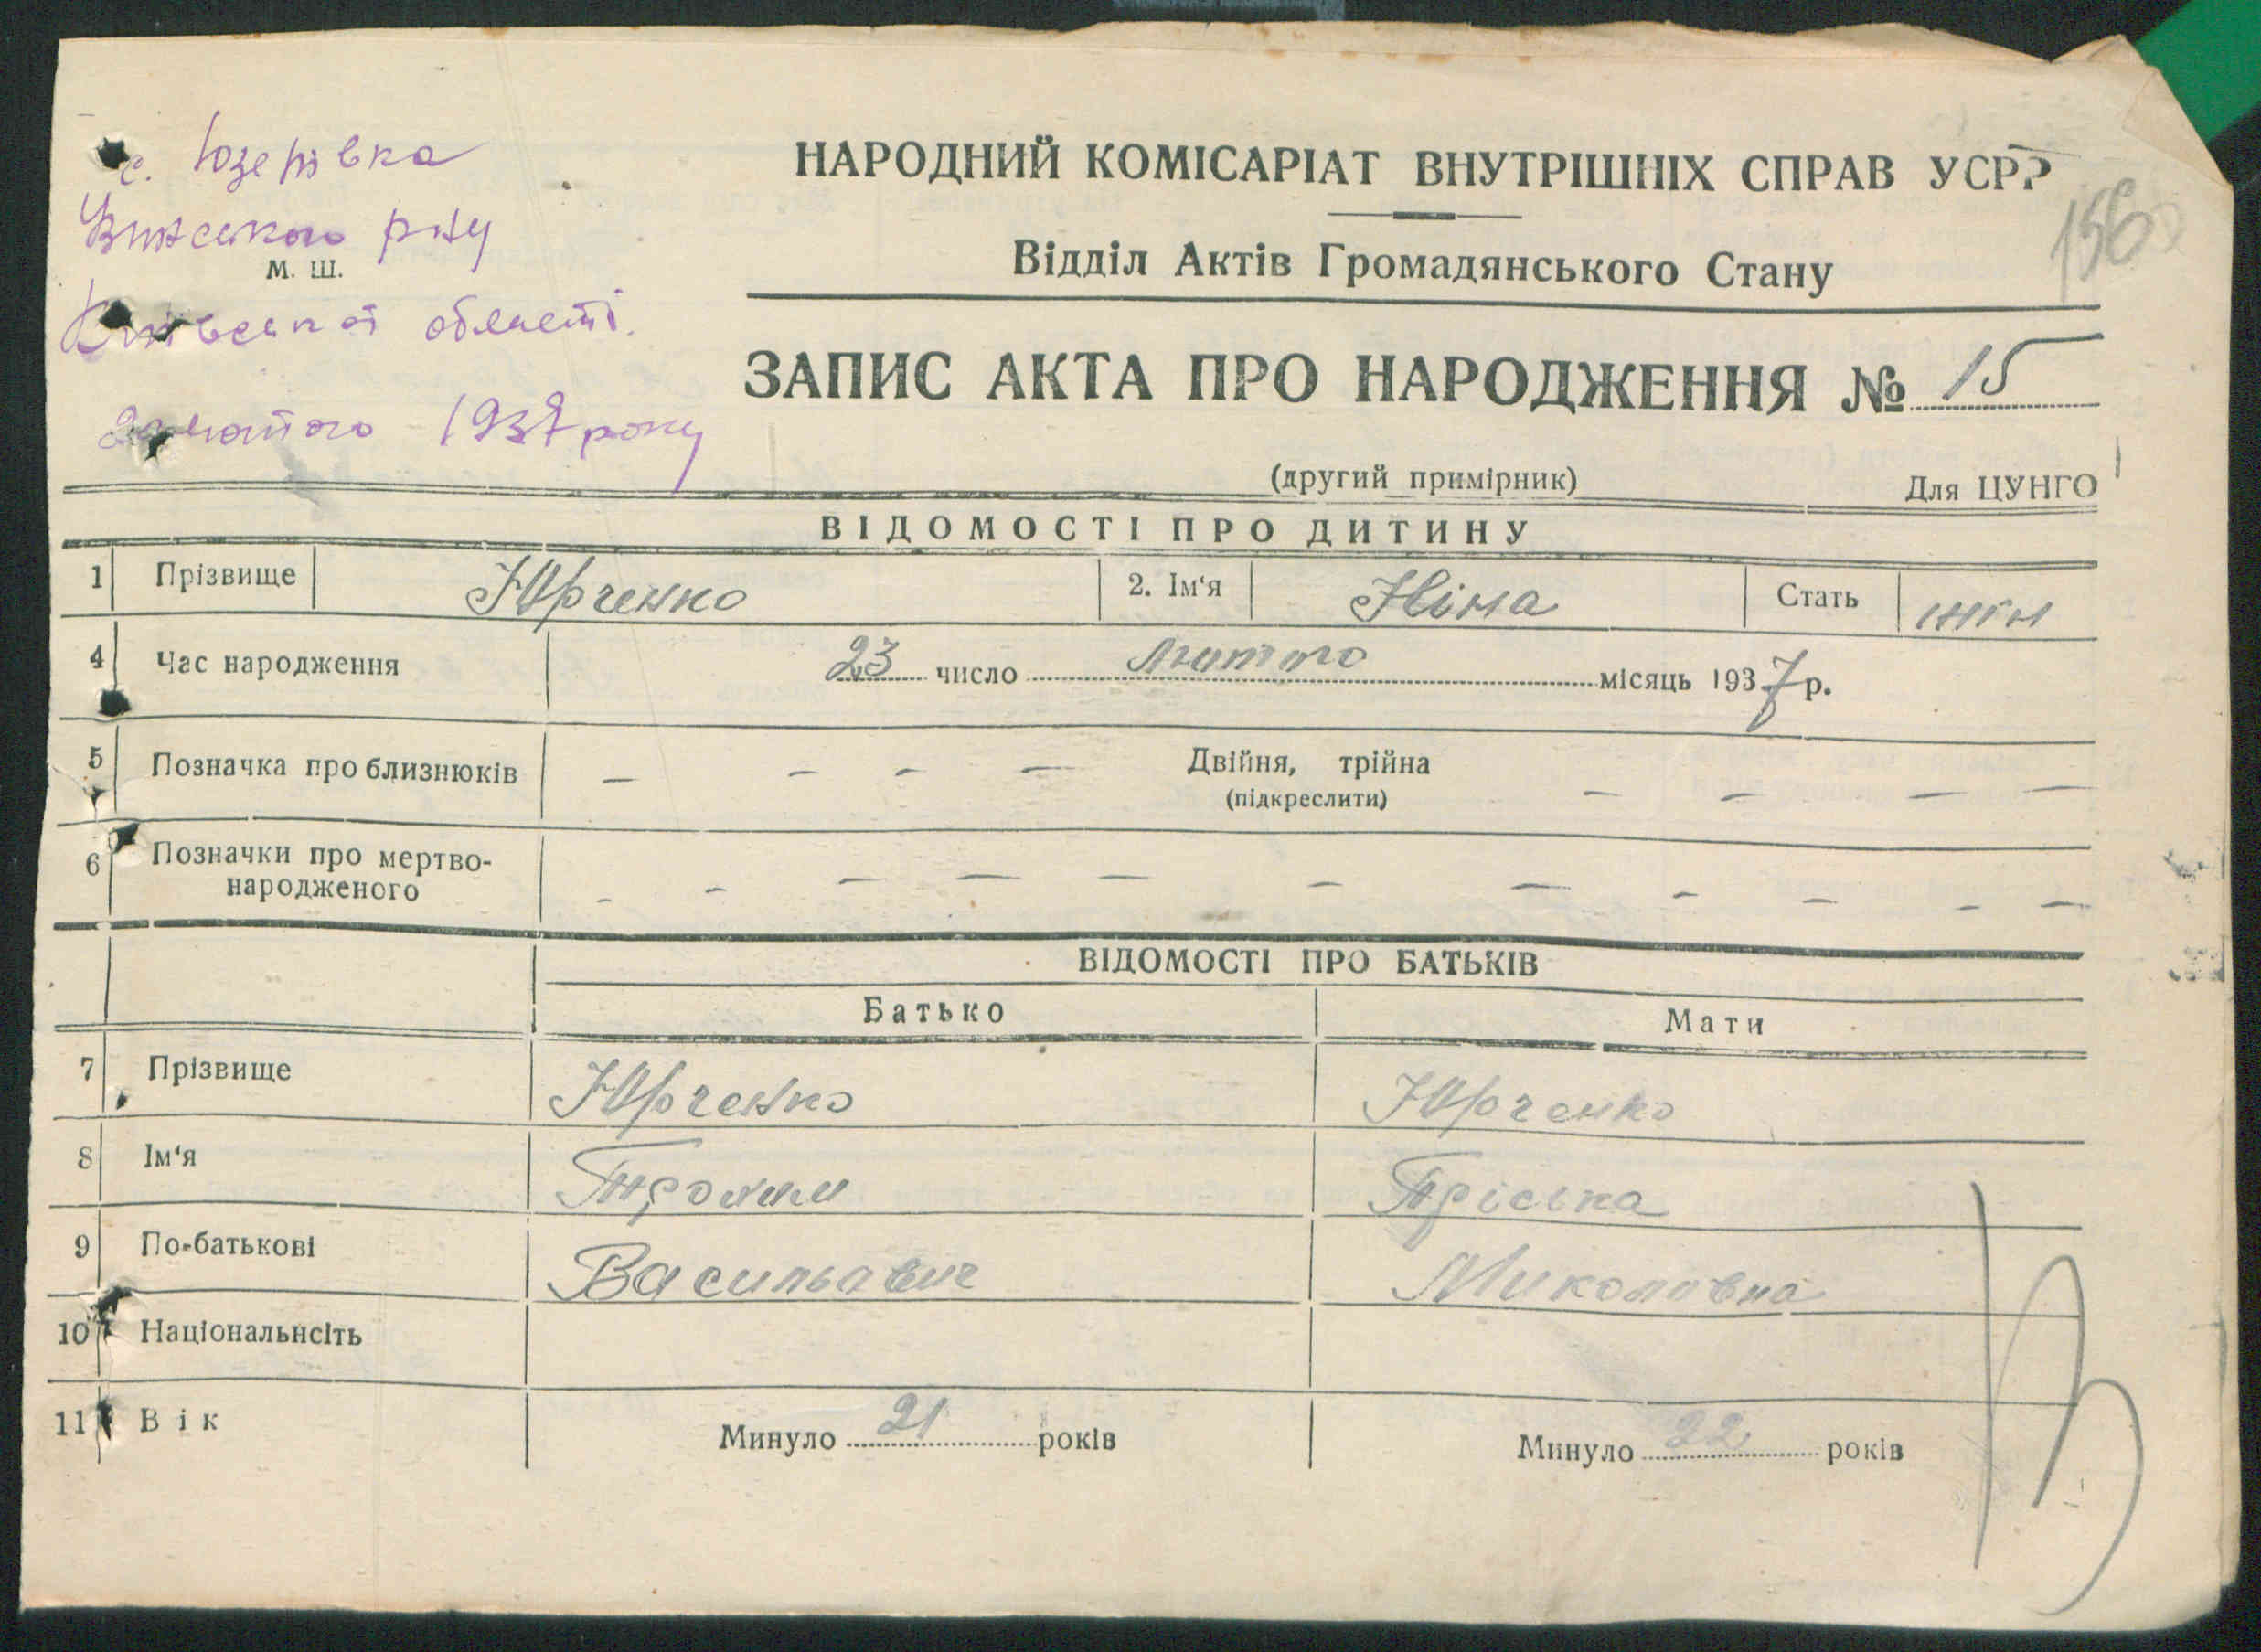 с. Юзефівка
р-ну
М. Ш.
області.
лютого 1937 року
НАРОДНИЙ КОМІСАРІАТ ВНУТРІШНІХ СПРАВ УСРР
156
Відділ Актів Громадянського Стану
ЗАПИС АКТА ПРО НАРОДЖЕННЯ № 15
(другий примірник)
Для ЦУНГО
ВІДОМОСТІ ПРО ДИТИНУ
1 Прізвище Юрченко 2. Ім'я Ніна Стать жін
4 Час народження 23 число лютого місяць 1937 р.
5 Позначка про близнюків — — — — Двійня, трійна — — — —
(підкреслити)
6 Позначки про мертво-
народженого - - — — — — — - — - —
ВІДОМОСТІ ПРО БАТЬКІВ
Батько Мати
7 Прізвище Юрченко Юрченко
8 Ім'я Трохим Пріська
9 По-батькові Васильович Миколаївна
10 Національнсіть
11 Вік Минуло 21 років Минуло 22 років